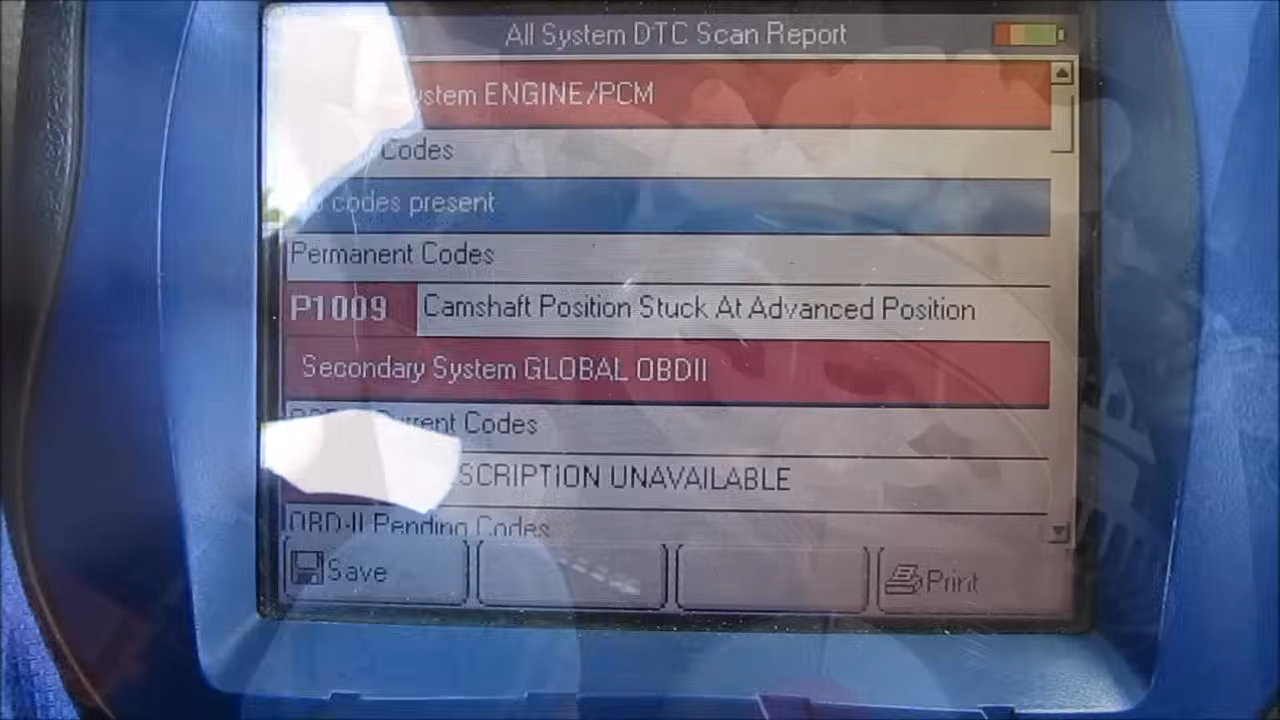 All System DTC Scan Report
ystem ENGINE/PCM
Codes
codes present
Permanent Codes
P1009 Camshaft Position Stuck At Advanced Position
Secondary System GLOBAL OBDII
rrent Codes
SCRIPTION UNAVAILABLE
OBD-II Pending Codes
Save
Print